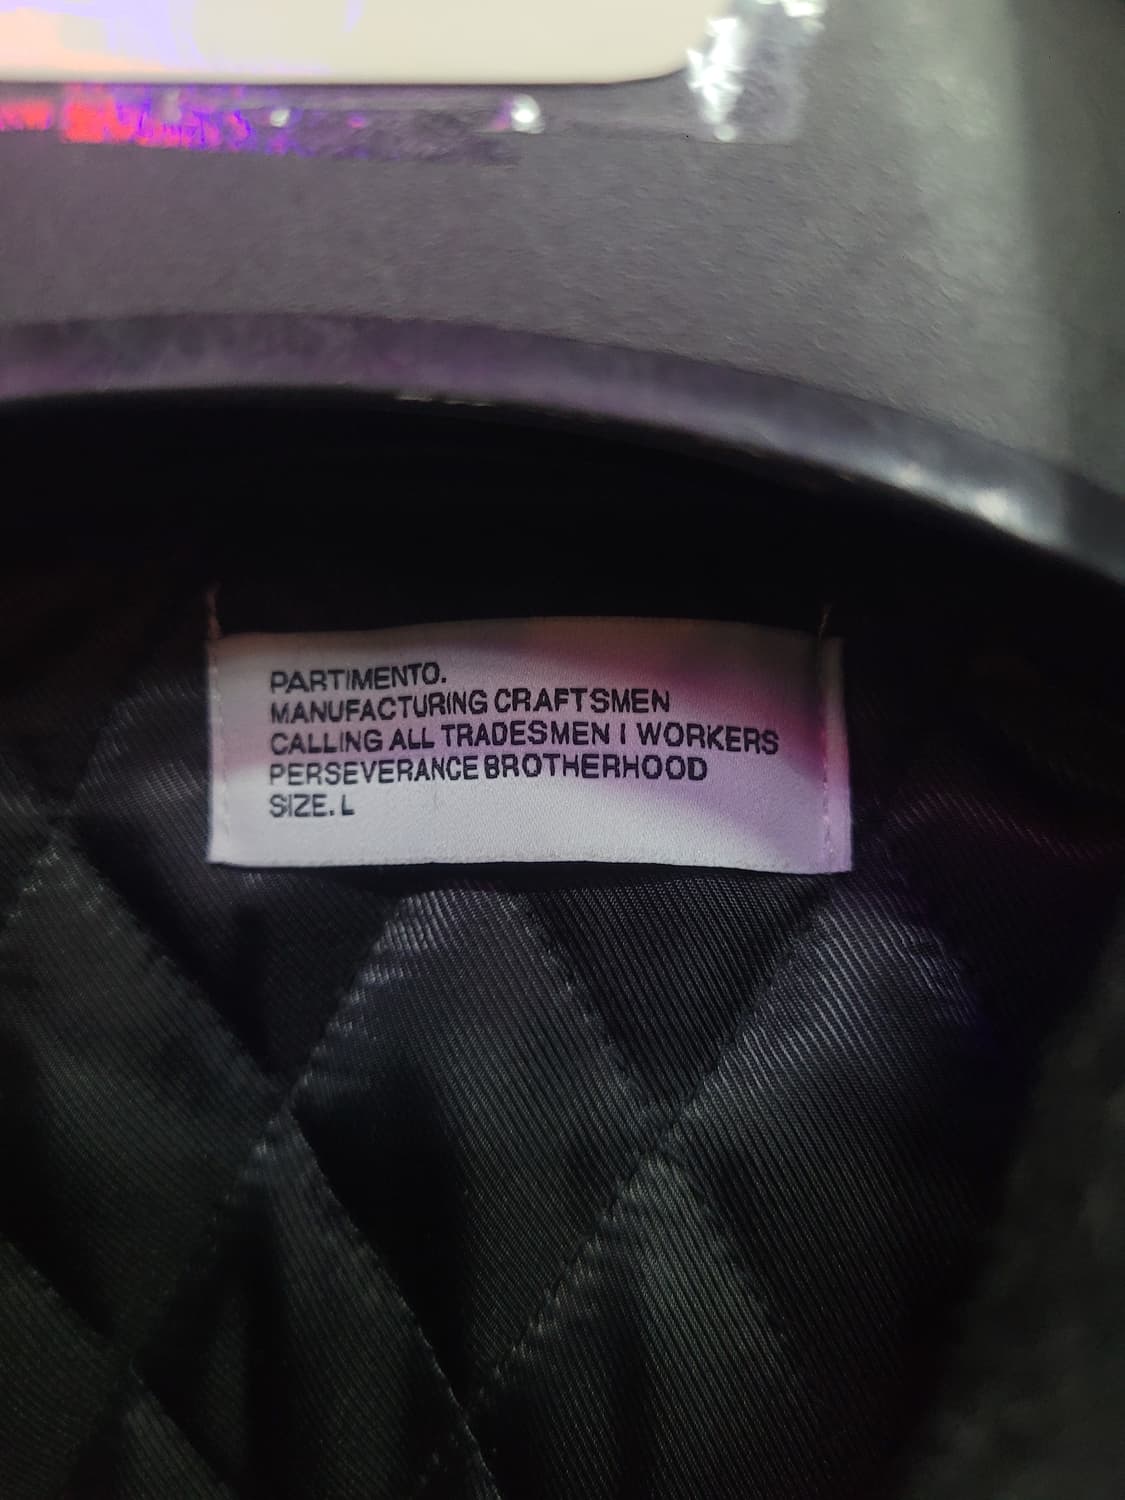 PARTIMENTO.
MANUFACTURING CRAFTSMEN
CALLING ALL TRADESMEN I WORKERS
PERSEVERANCE BROTHERHOOD
SIZE. L